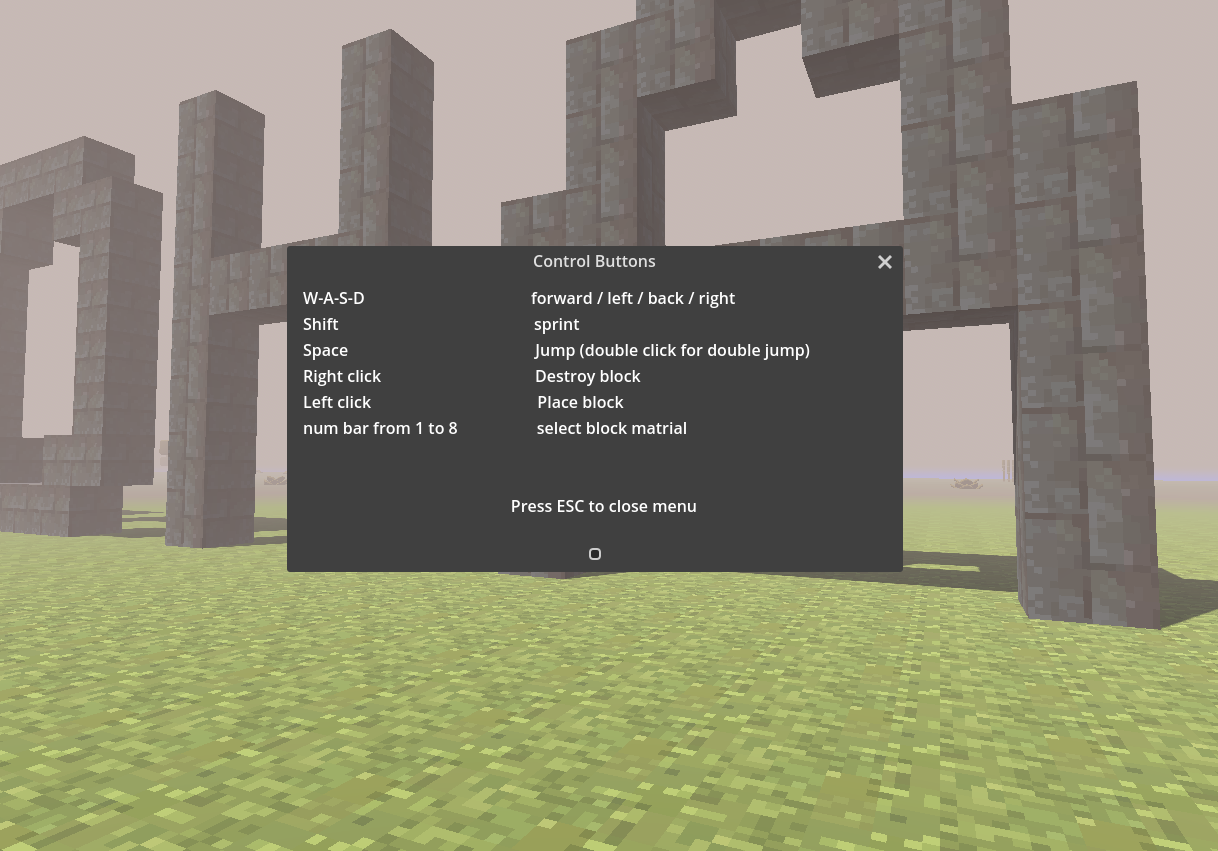 Control Buttons
W-A-S-D forward / left / back / right
Shift sprint
Space Jump (double click for double jump)
Right click Destroy block
Left click Place block
num bar from 1 to 8 select block matrial
Press ESC to close menu